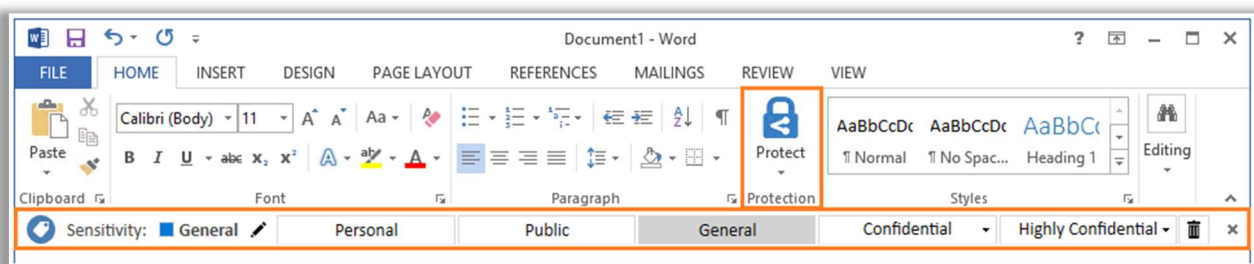 Document1 - Word
FILE HOME INSERT DESIGN PAGE LAYOUT REFERENCES MAILINGS REVIEW VIEW
Calibri (Body) 11 A A Aa AaBbCcDc AaBbCcDc AaBbC
Paste B I U abc X₂ X² A aby A Protect ¶ Normal ¶ No Spac... Heading 1 Editing
Clipboard Font Paragraph Protection Styles
Sensitivity: General Personal Public General Confidential Highly Confidential